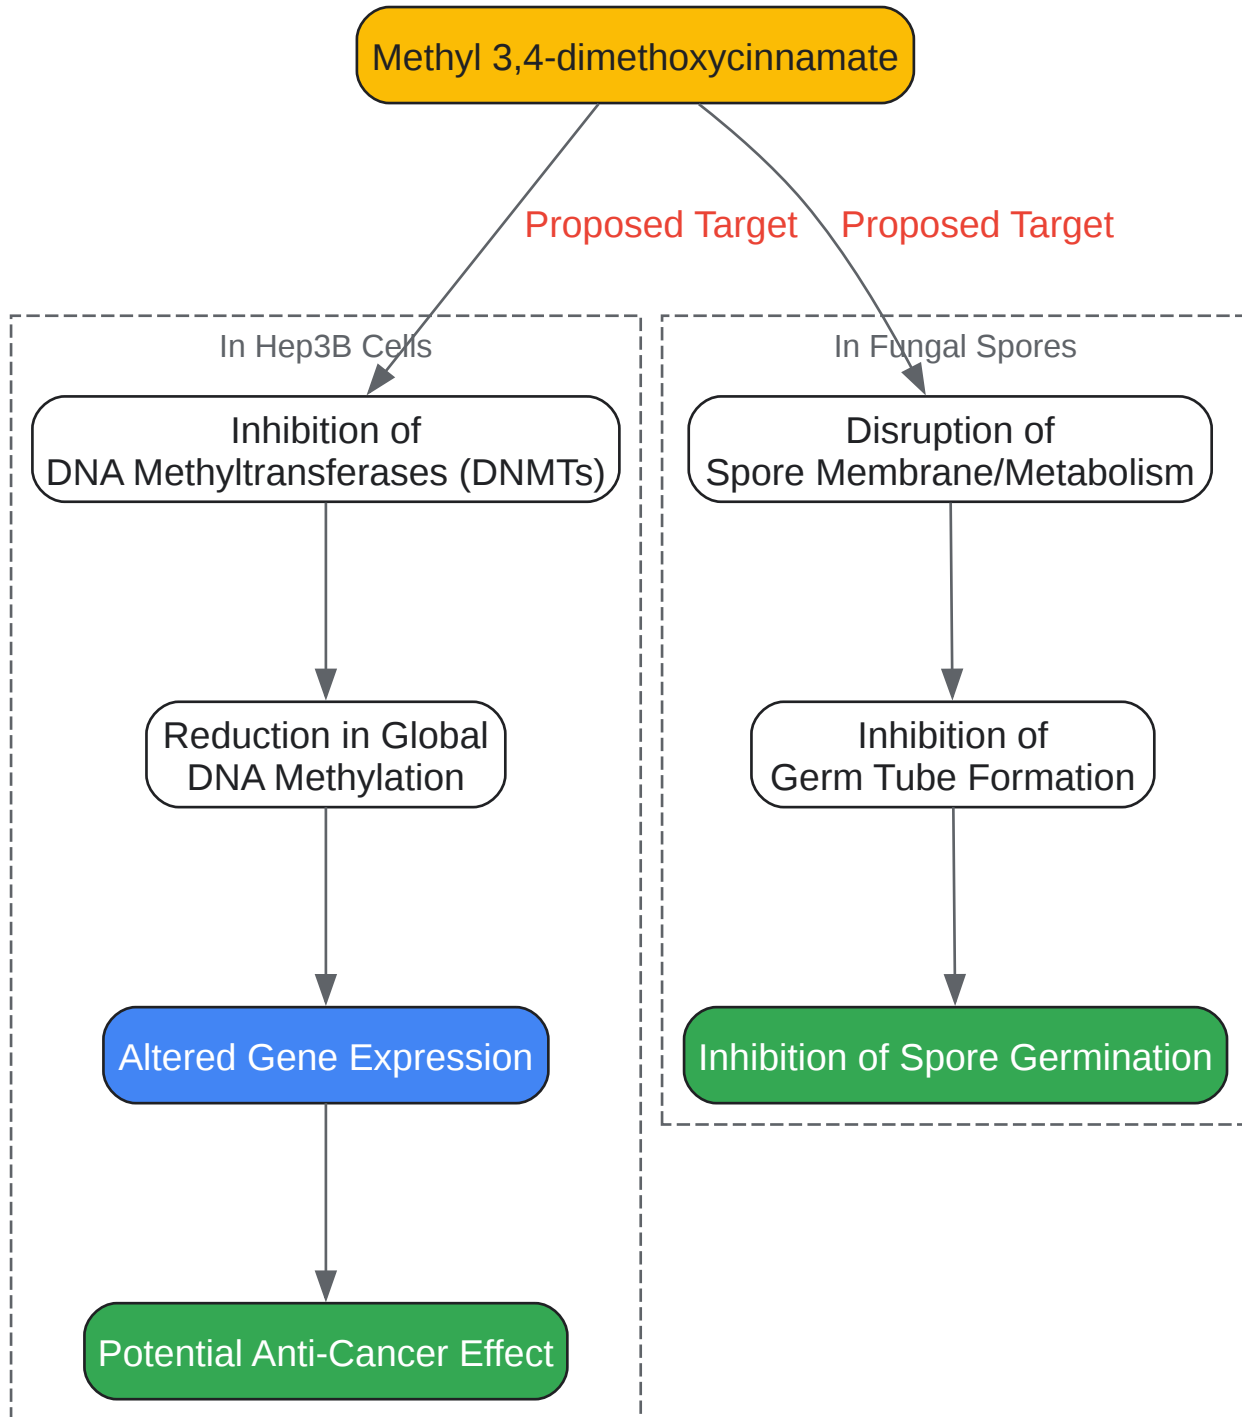 Methyl 3,4-dimethoxycinnamate
Proposed Target
Proposed Target
In Hep3B Cells
Inhibition of
DNA Methyltransferases (DNMTs)
Reduction in Global
DNA Methylation
Altered Gene Expression
Potential Anti-Cancer Effect
In Fungal Spores
Disruption of
Spore Membrane/Metabolism
Inhibition of
Germ Tube Formation
Inhibition of Spore Germination